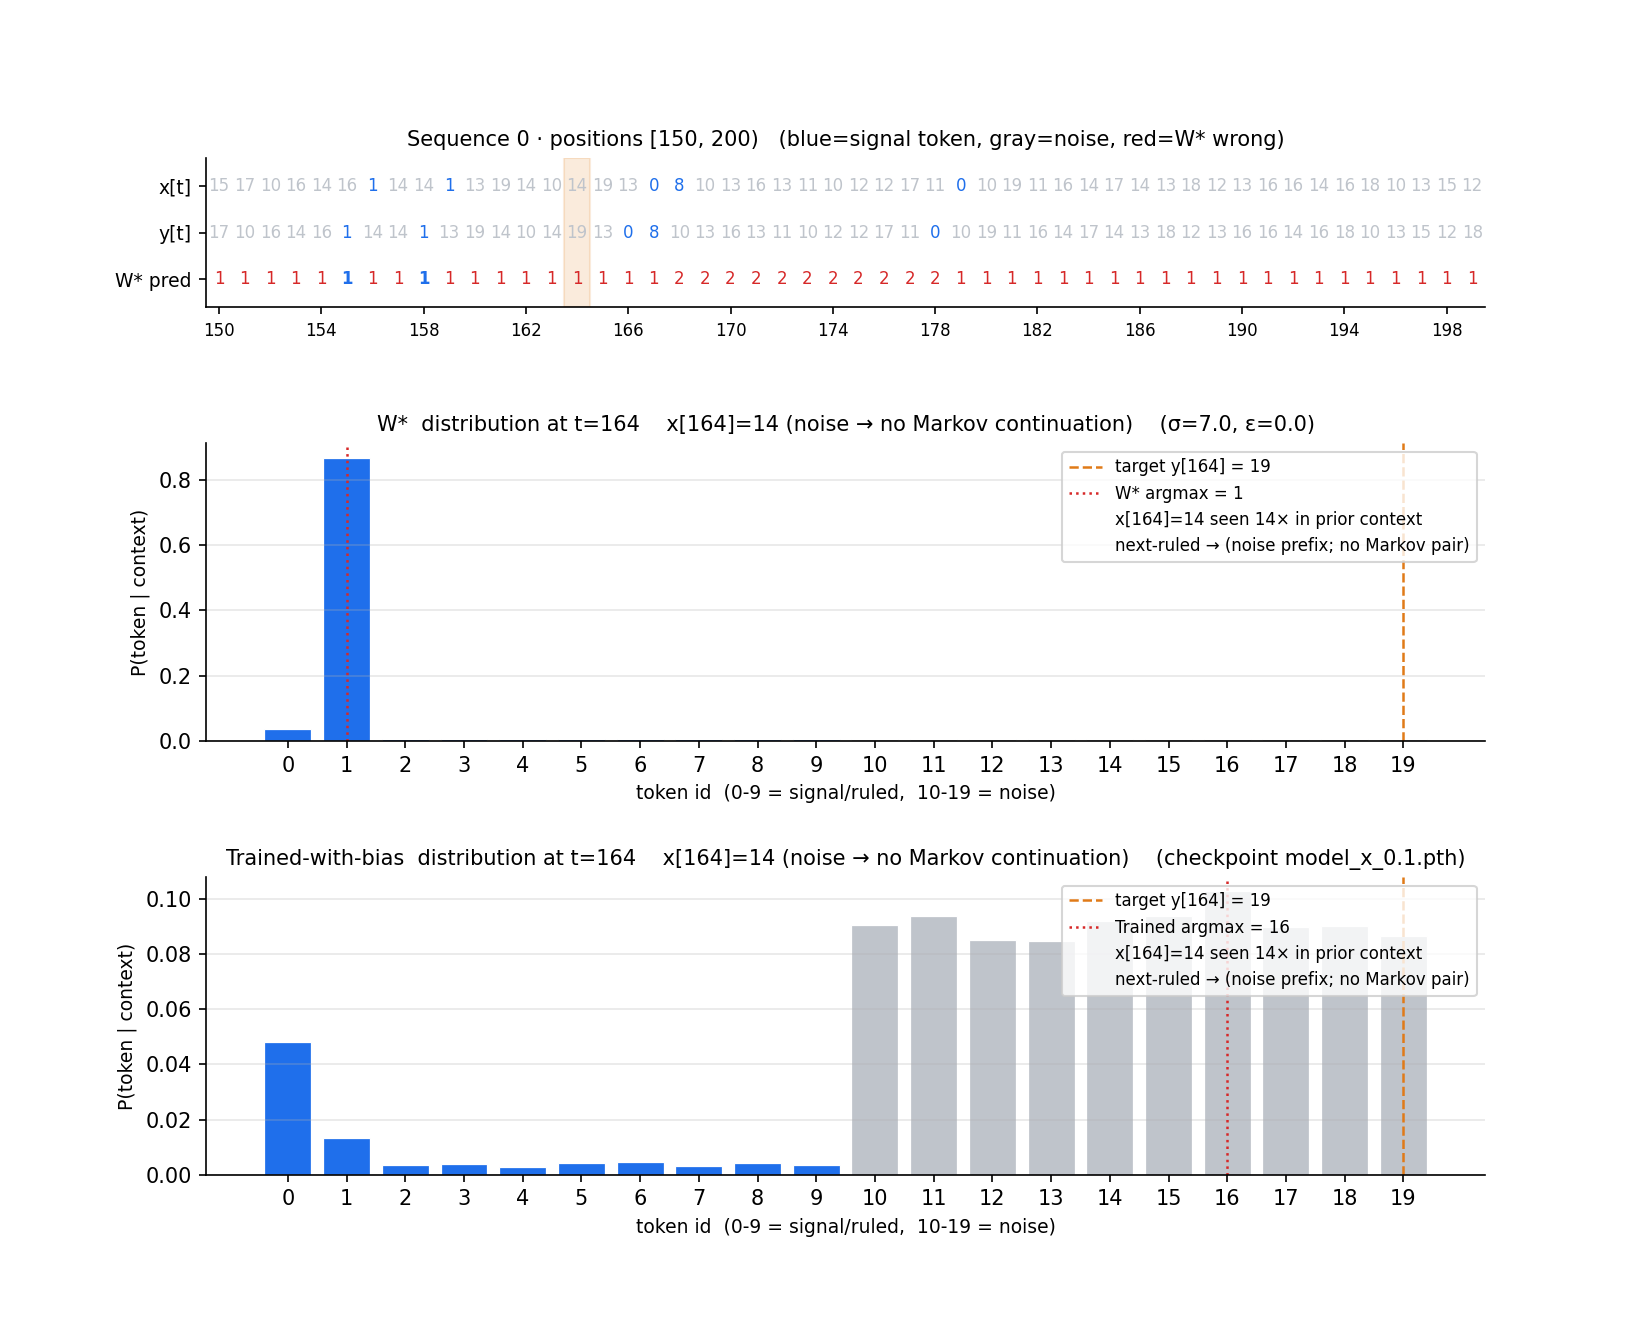 Sequence 0 · positions [150, 200)   (blue=signal token, gray=noise, red=W* wrong)
x[t] 15 17 10 16 14 16 1 14 14 1 13 19 14 10 14 19 13 0 8 10 13 16 13 11 10 12 12 17 11 0 10 19 11 16 14 17 14 13 18 12 13 16 16 14 16 18 10 13 15 12
y[t] 17 10 16 14 16 1 14 14 1 13 19 14 10 14 19 13 0 8 10 13 16 13 11 10 12 12 17 11 0 10 19 11 16 14 17 14 13 18 12 13 16 16 14 16 18 10 13 15 12 18
W* pred 1 1 1 1 1 1 1 1 1 1 1 1 1 1 1 1 1 1 2 2 2 2 2 2 2 2 2 2 2 1 1 1 1 1 1 1 1 1 1 1 1 1 1 1 1 1 1 1 1 1
150 154 158 162 166 170 174 178 182 186 190 194 198
W*  distribution at t=164    x[164]=14 (noise → no Markov continuation)    (σ=7.0, ε=0.0)
P(token | context)
0.8
0.6
0.4
0.2
0.0
target y[164] = 19
W* argmax = 1
x[164]=14 seen 14× in prior context
next-ruled → (noise prefix; no Markov pair)
0 1 2 3 4 5 6 7 8 9 10 11 12 13 14 15 16 17 18 19
token id  (0-9 = signal/ruled,  10-19 = noise)
Trained-with-bias  distribution at t=164    x[164]=14 (noise → no Markov continuation)    (checkpoint model_x_0.1.pth)
P(token | context)
0.10
0.08
0.06
0.04
0.02
0.00
target y[164] = 19
Trained argmax = 16
x[164]=14 seen 14× in prior context
next-ruled → (noise prefix; no Markov pair)
0 1 2 3 4 5 6 7 8 9 10 11 12 13 14 15 16 17 18 19
token id  (0-9 = signal/ruled,  10-19 = noise)